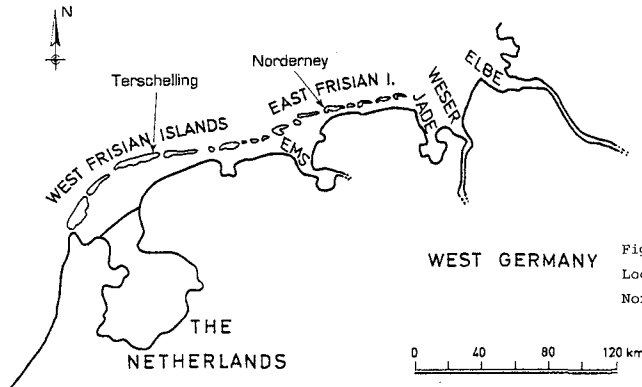 N
Terschelling
Norderney
WEST FRISIAN ISLANDS
EAST FRISIAN I.
EMS
JADE
WESER
ELBE
WEST GERMANY
THE
NETHERLANDS
0 40 80 120 km